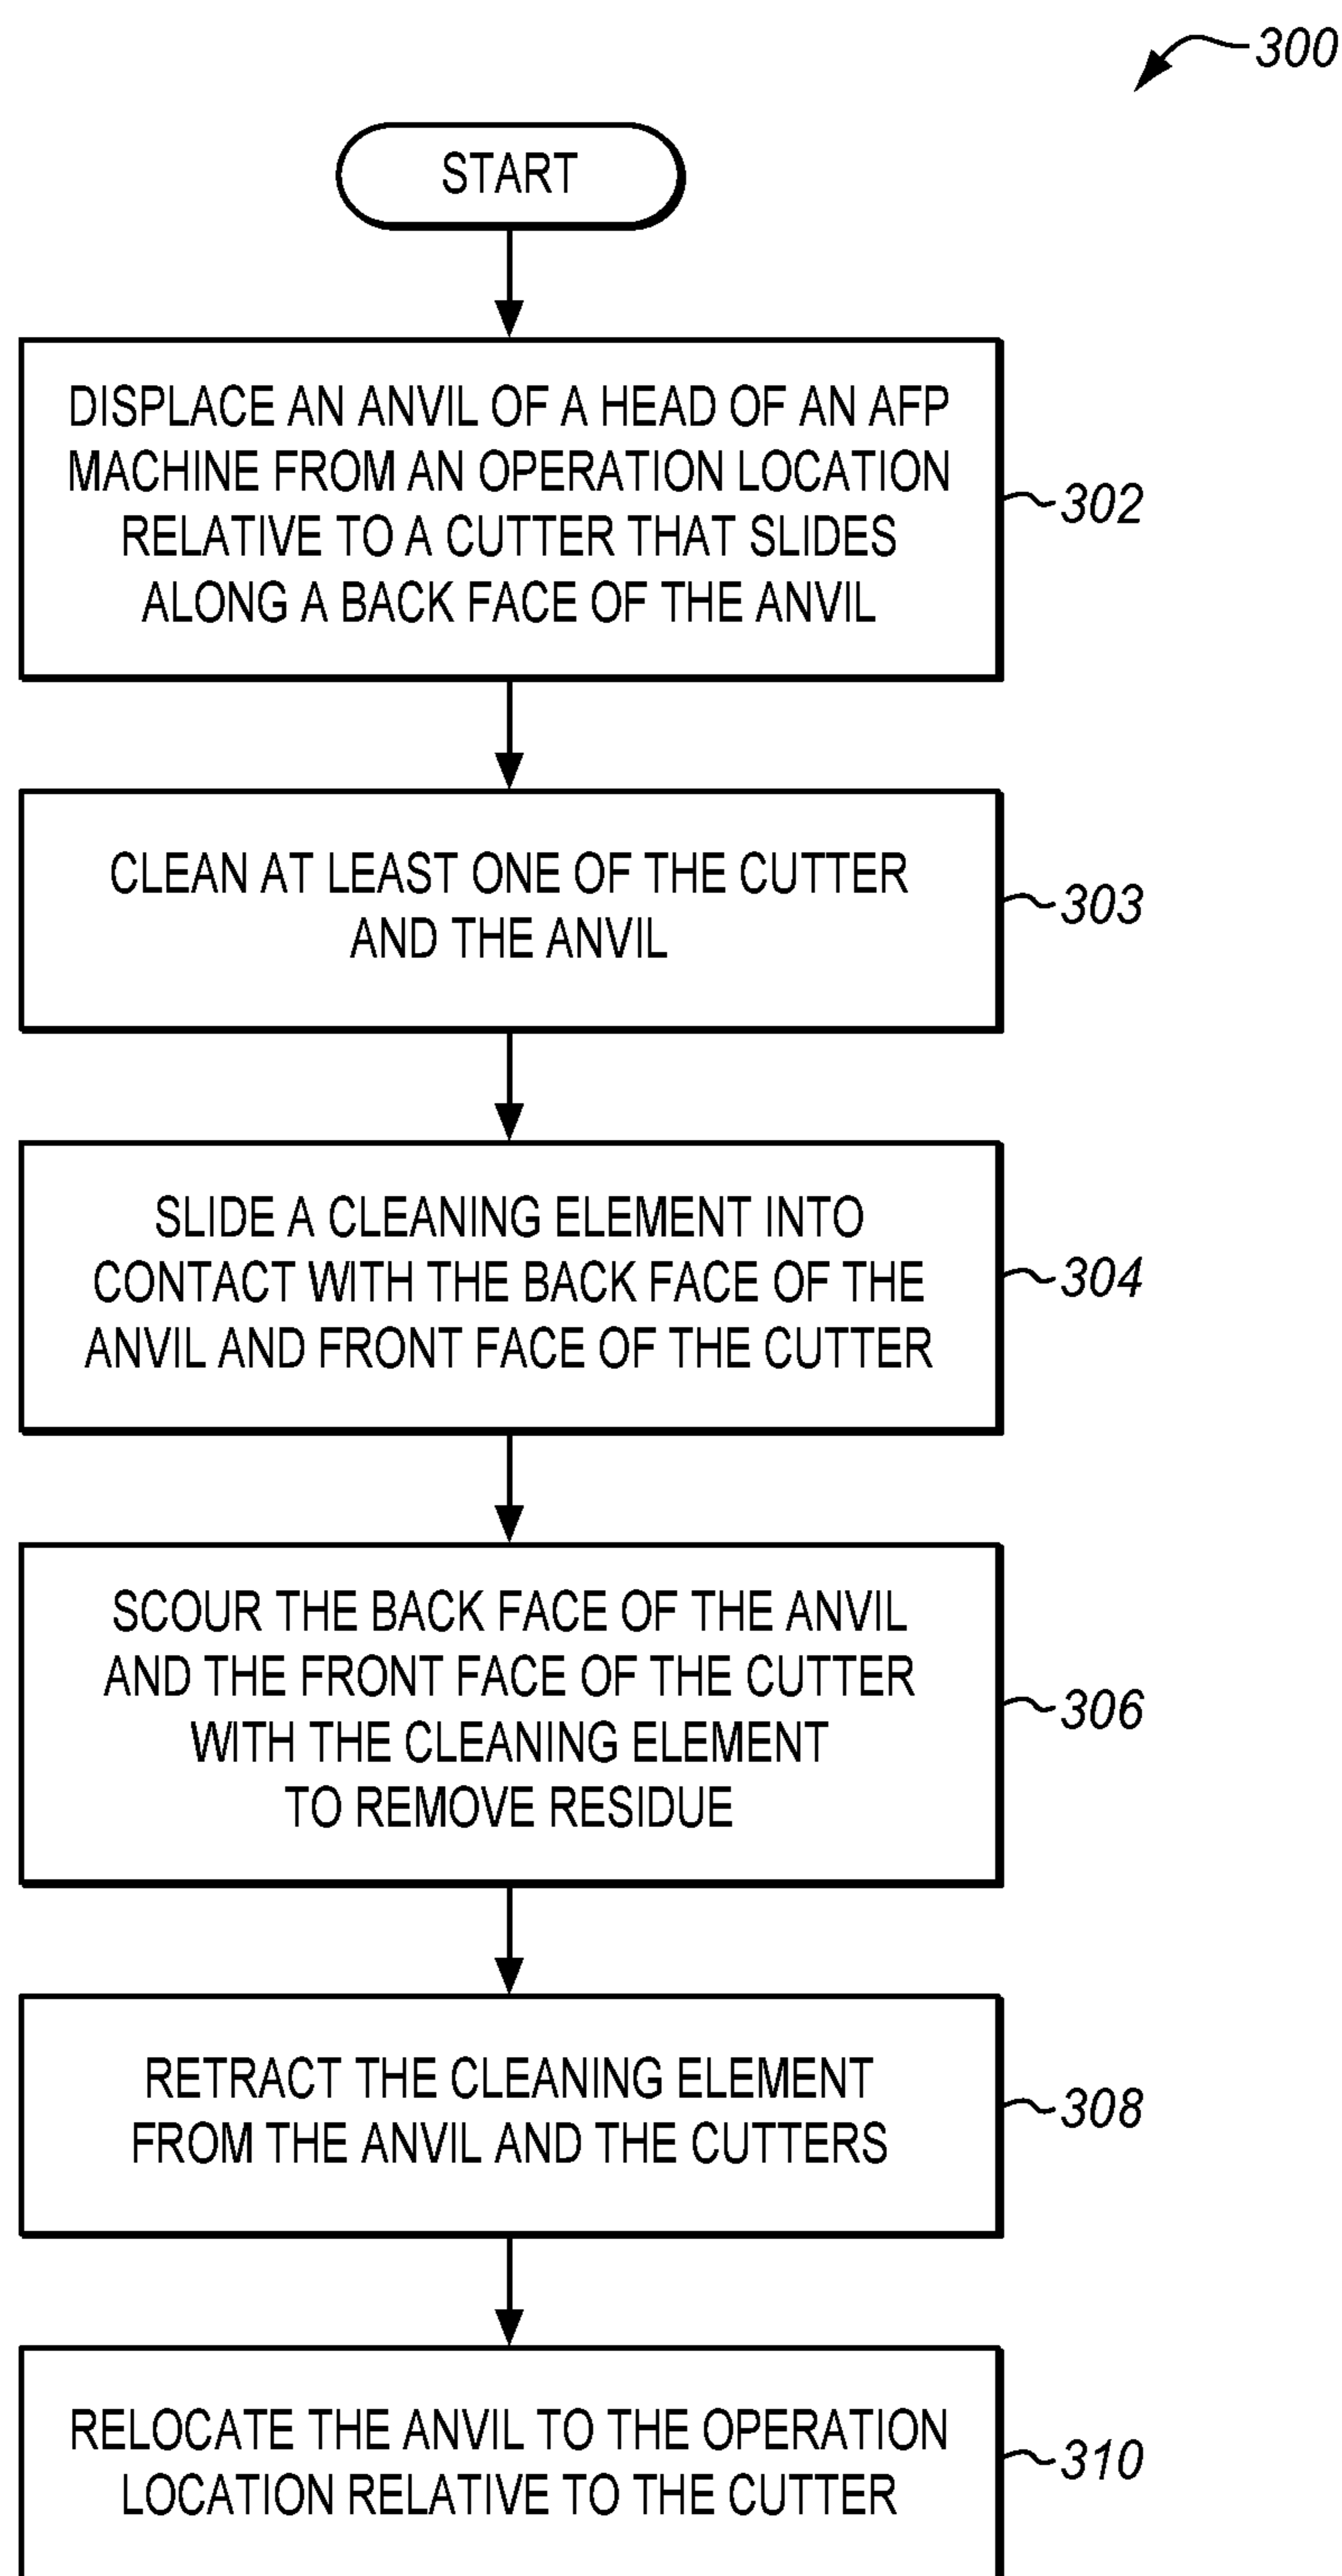 300
START
DISPLACE AN ANVIL OF A HEAD OF AN AFP
MACHINE FROM AN OPERATION LOCATION
RELATIVE TO A CUTTER THAT SLIDES
ALONG A BACK FACE OF THE ANVIL
302
CLEAN AT LEAST ONE OF THE CUTTER
AND THE ANVIL
303
SLIDE A CLEANING ELEMENT INTO
CONTACT WITH THE BACK FACE OF THE
ANVIL AND FRONT FACE OF THE CUTTER
304
SCOUR THE BACK FACE OF THE ANVIL
AND THE FRONT FACE OF THE CUTTER
WITH THE CLEANING ELEMENT
TO REMOVE RESIDUE
306
RETRACT THE CLEANING ELEMENT
FROM THE ANVIL AND THE CUTTERS
308
RELOCATE THE ANVIL TO THE OPERATION
LOCATION RELATIVE TO THE CUTTER
310